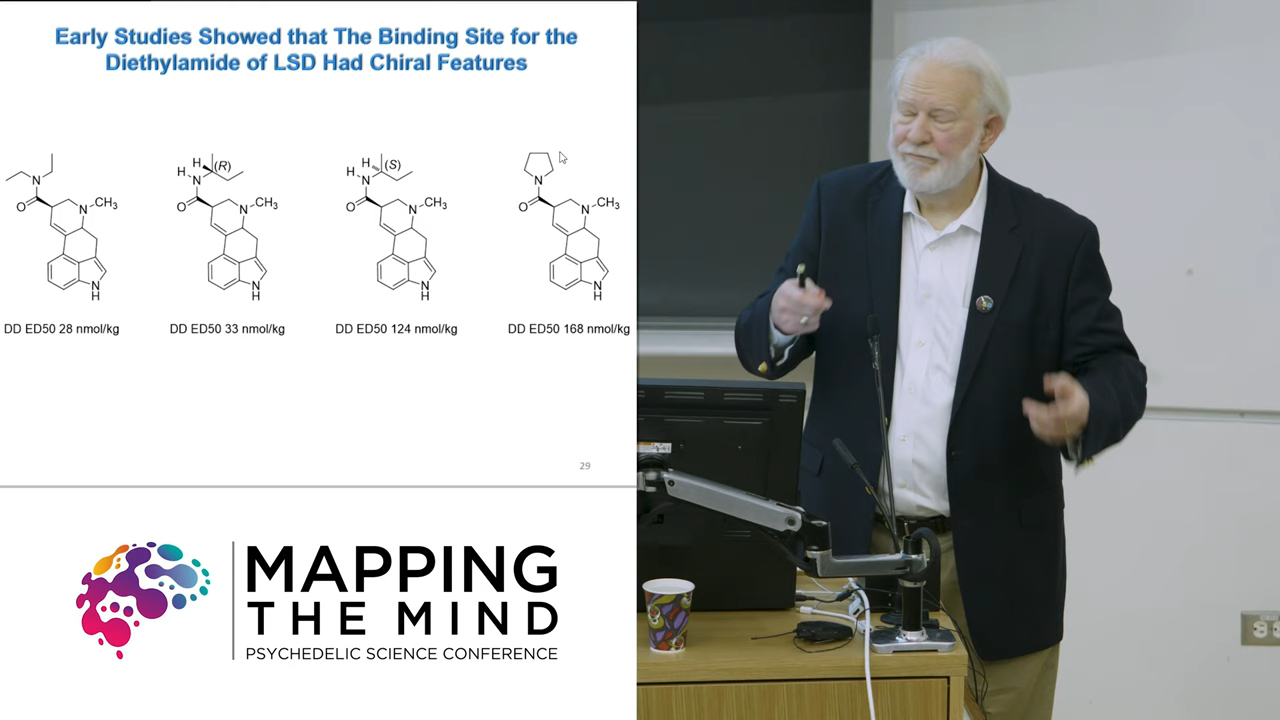 Early Studies Showed that The Binding Site for the
Diethylamide of LSD Had Chiral Features
N
O
N
CH3
N
H
H
H
(R)
N
O
N
CH3
N
H
H
H
(S)
N
O
N
CH3
N
H
N
O
N
CH3
N
H
DD ED50 28 nmol/kg
DD ED50 33 nmol/kg
DD ED50 124 nmol/kg
DD ED50 168 nmol/kg
29
MAPPING
THE MIND
PSYCHEDELIC SCIENCE CONFERENCE